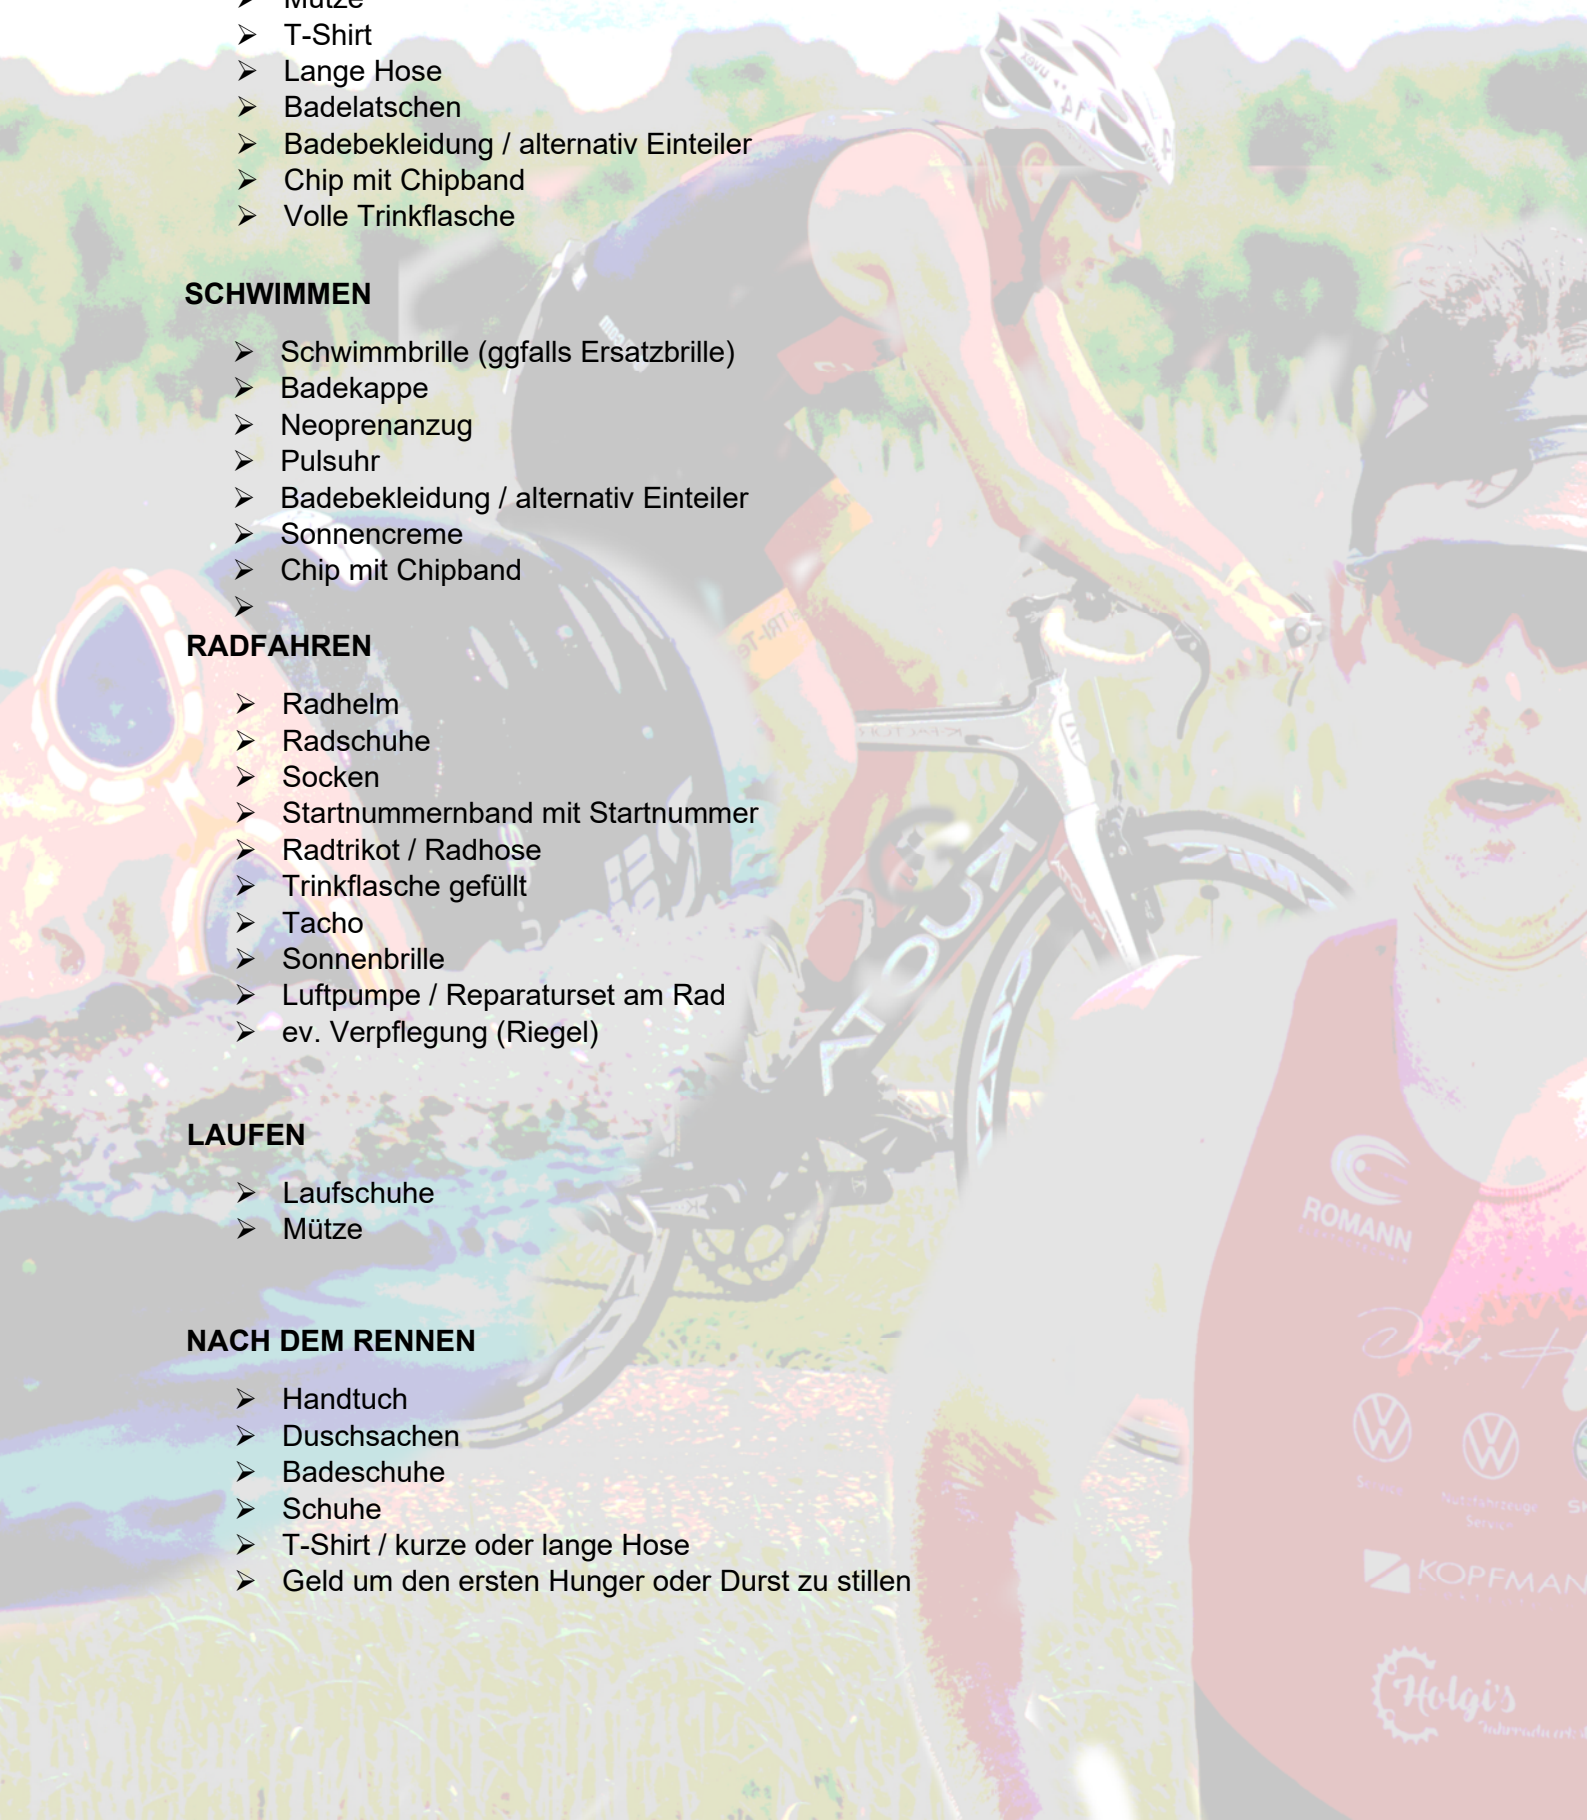 Mütze
➢ T-Shirt
➢ Lange Hose
➢ Badelatschen
➢ Badebekleidung / alternativ Einteiler
➢ Chip mit Chipband
➢ Volle Trinkflasche
SCHWIMMEN
➢ Schwimmbrille (ggfalls Ersatzbrille)
➢ Badekappe
➢ Neoprenanzug
➢ Pulsuhr
➢ Badebekleidung / alternativ Einteiler
➢ Sonnencreme
➢ Chip mit Chipband
➢
RADFAHREN
➢ Radhelm
➢ Radschuhe
➢ Socken
➢ Startnummernband mit Startnummer
➢ Radtrikot / Radhose
➢ Trinkflasche gefüllt
➢ Tacho
➢ Sonnenbrille
➢ Luftpumpe / Reparaturset am Rad
➢ ev. Verpflegung (Riegel)
LAUFEN
➢ Laufschuhe
➢ Mütze
NACH DEM RENNEN
➢ Handtuch
➢ Duschsachen
➢ Badeschuhe
➢ Schuhe
➢ T-Shirt / kurze oder lange Hose
➢ Geld um den ersten Hunger oder Durst zu stillen
ROMANN
KOPFMAN
Holgi's